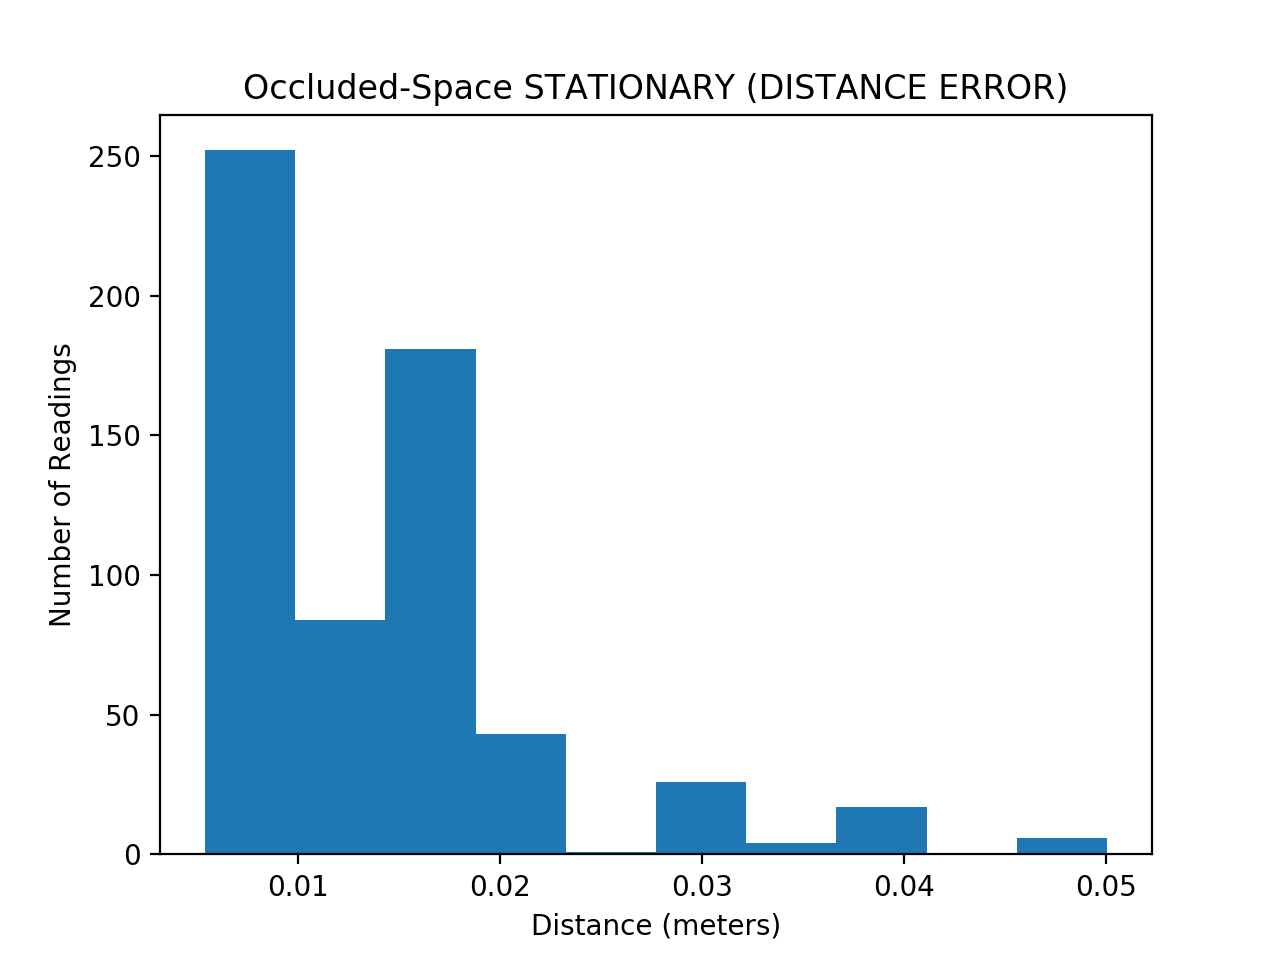 Occluded-Space STATIONARY (DISTANCE ERROR)
250
200
150
100
50
0
Number of Readings
0.01 0.02 0.03 0.04 0.05
Distance (meters)